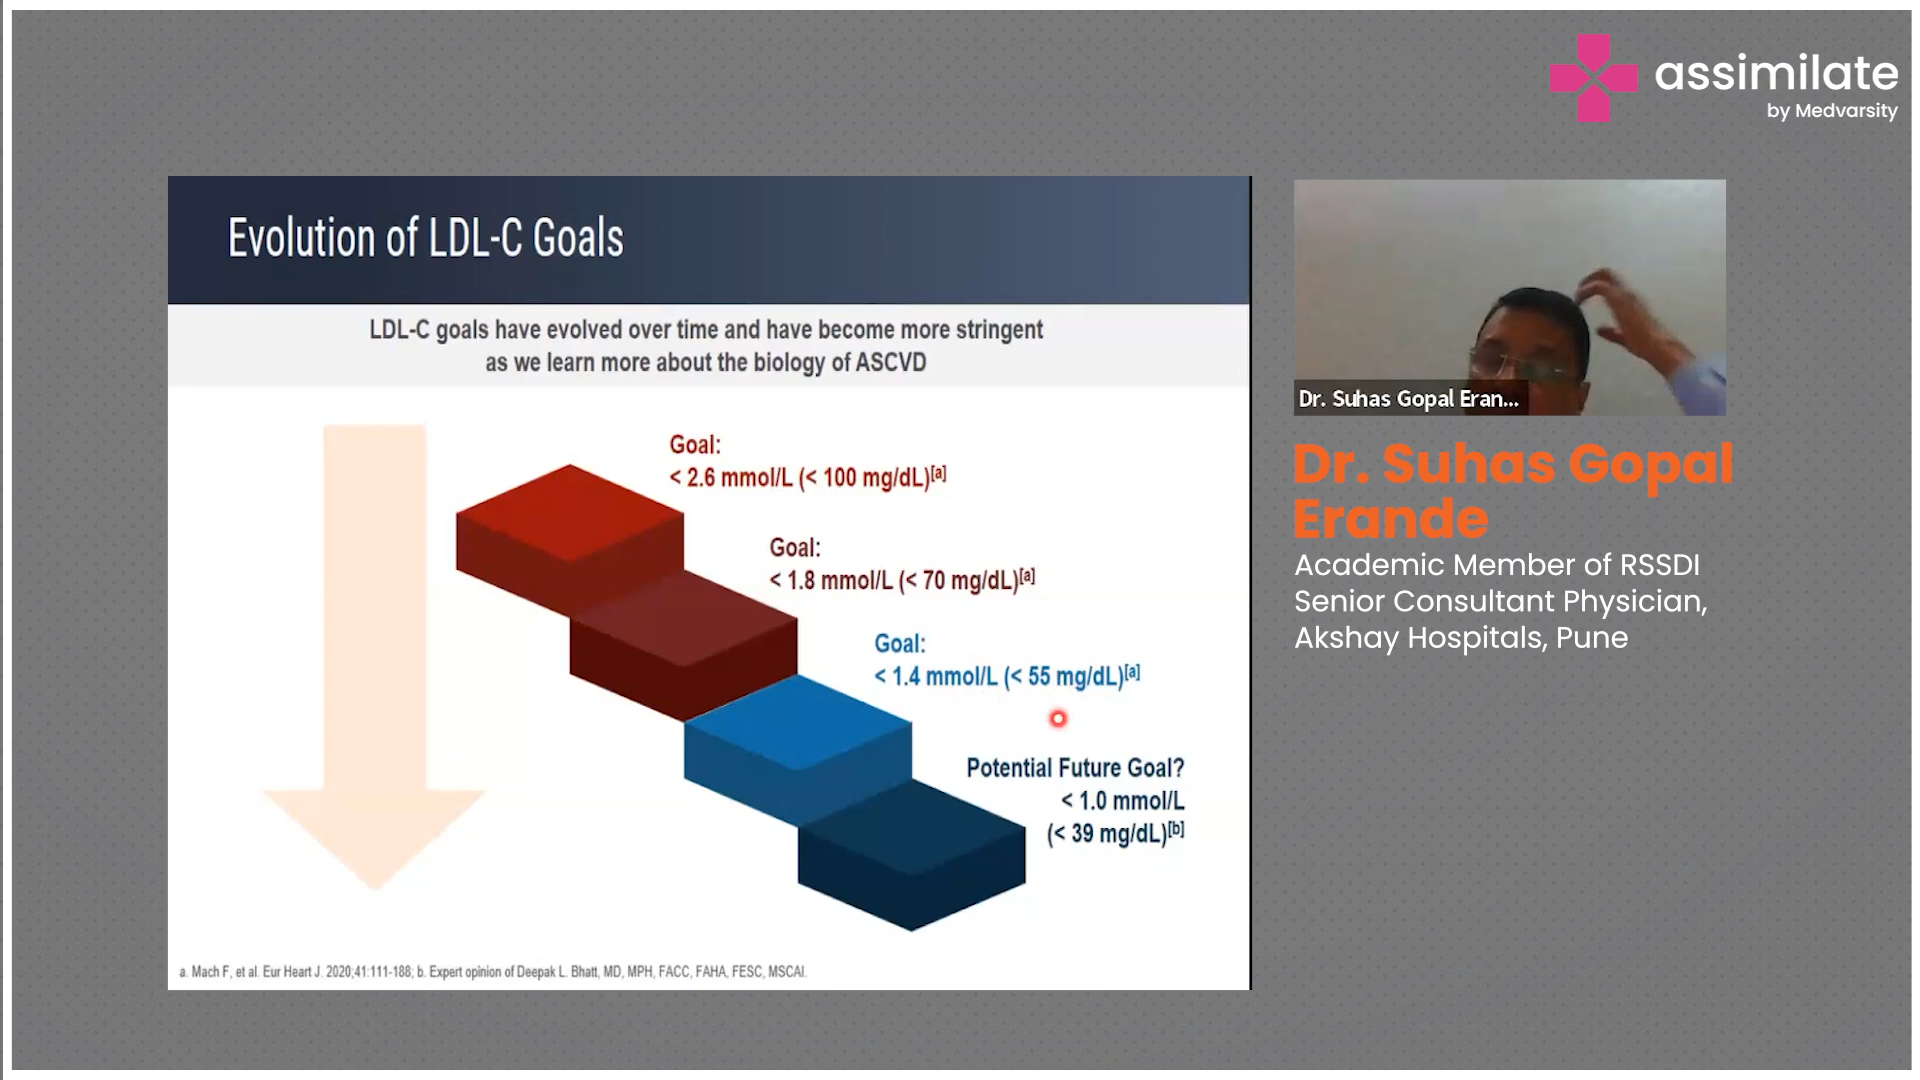 assimilate
by Medvarsity
Evolution of LDL-C Goals
LDL-C goals have evolved over time and have become more stringent
as we learn more about the biology of ASCVD
Goal:
< 2.6 mmol/L (< 100 mg/dL)[a]
Goal:
< 1.8 mmol/L (< 70 mg/dL)[a]
Goal:
< 1.4 mmol/L (< 55 mg/dL)[a]
Potential Future Goal?
< 1.0 mmol/L
(< 39 mg/dL)[b]
a. Mach F, et al. Eur Heart J. 2020;41:111-188; b. Expert opinion of Deepak L. Bhatt, MD, MPH, FACC, FAHA, FESC, MSCAI.
Dr. Suhas Gopal Eran...
Dr. Suhas Gopal
Erande
Academic Member of RSSDI
Senior Consultant Physician,
Akshay Hospitals, Pune